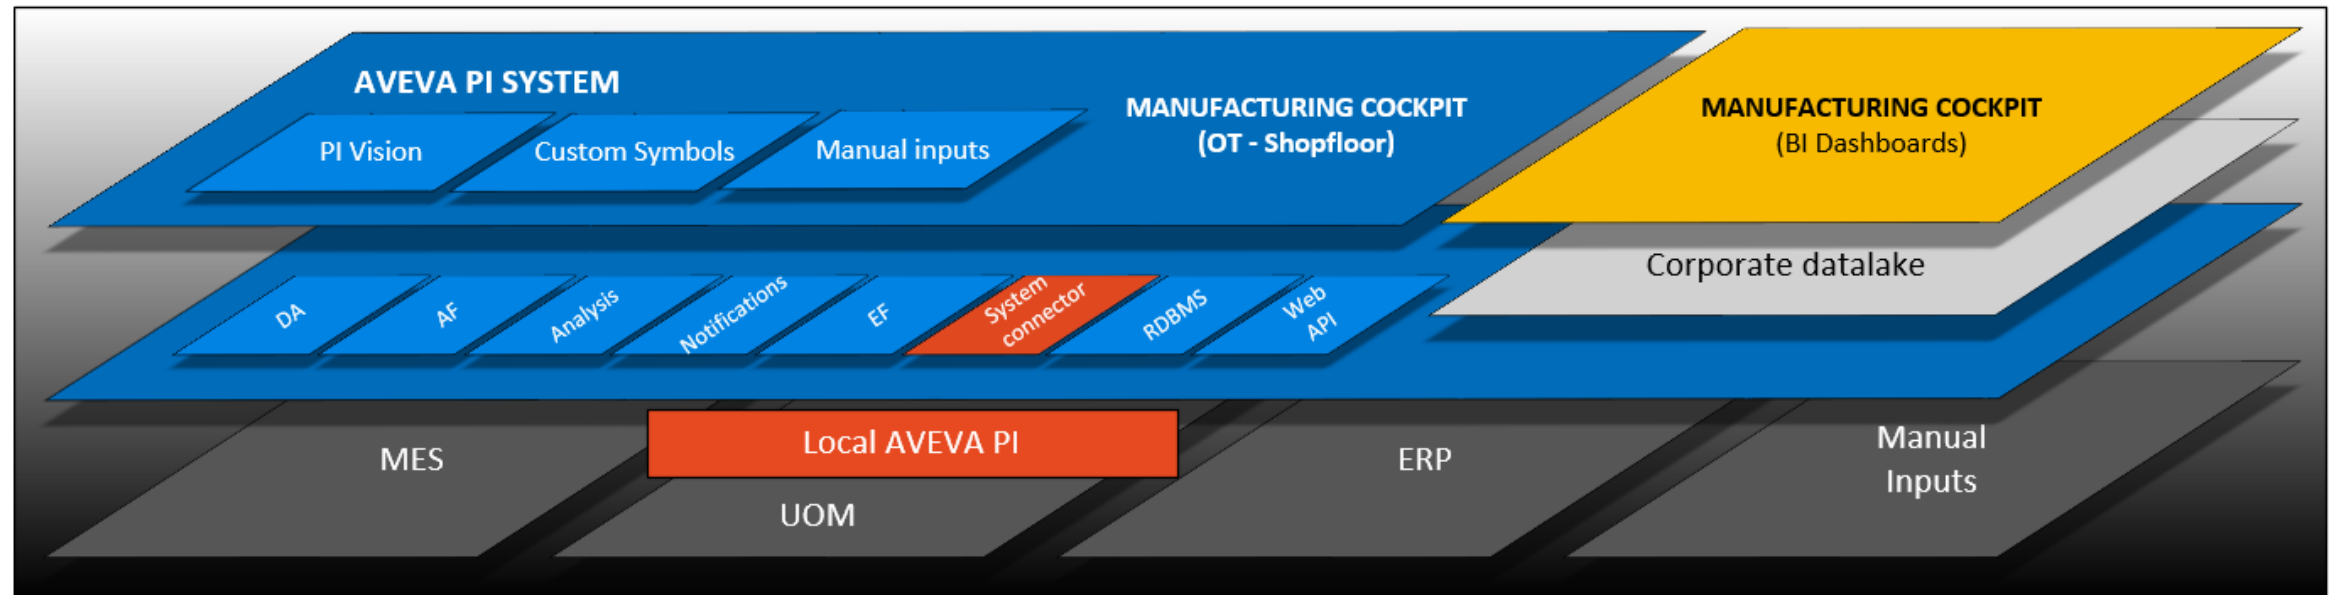 AVEVA PI SYSTEM
PI Vision
Custom Symbols
Manual inputs
MANUFACTURING COCKPIT
(OT - Shopfloor)
MANUFACTURING COCKPIT
(BI Dashboards)
Corporate datalake
DA
AF
Analysis
Notifications
EF
System
connector
RDBMS
Web
API
MES
Local AVEVA PI
UOM
ERP
Manual
Inputs